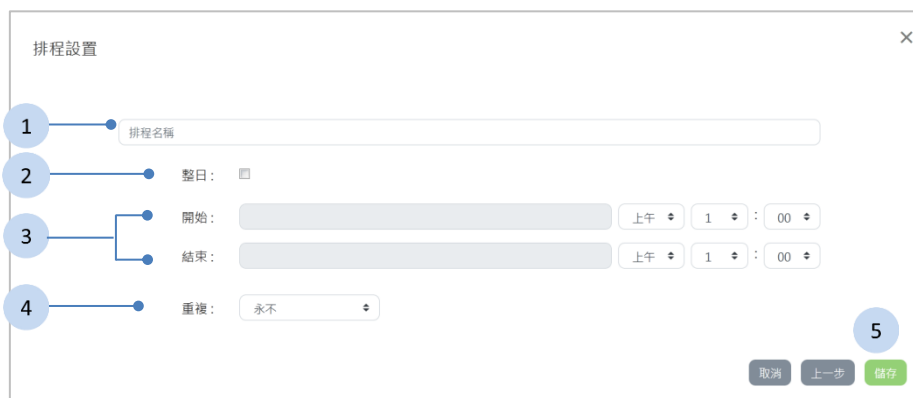 排程設置
×
1
排程名稱
2
整日：
3
開始： 上午 1 : 00
結束： 上午 1 : 00
4
重複： 永不
5
取消 上一步 儲存